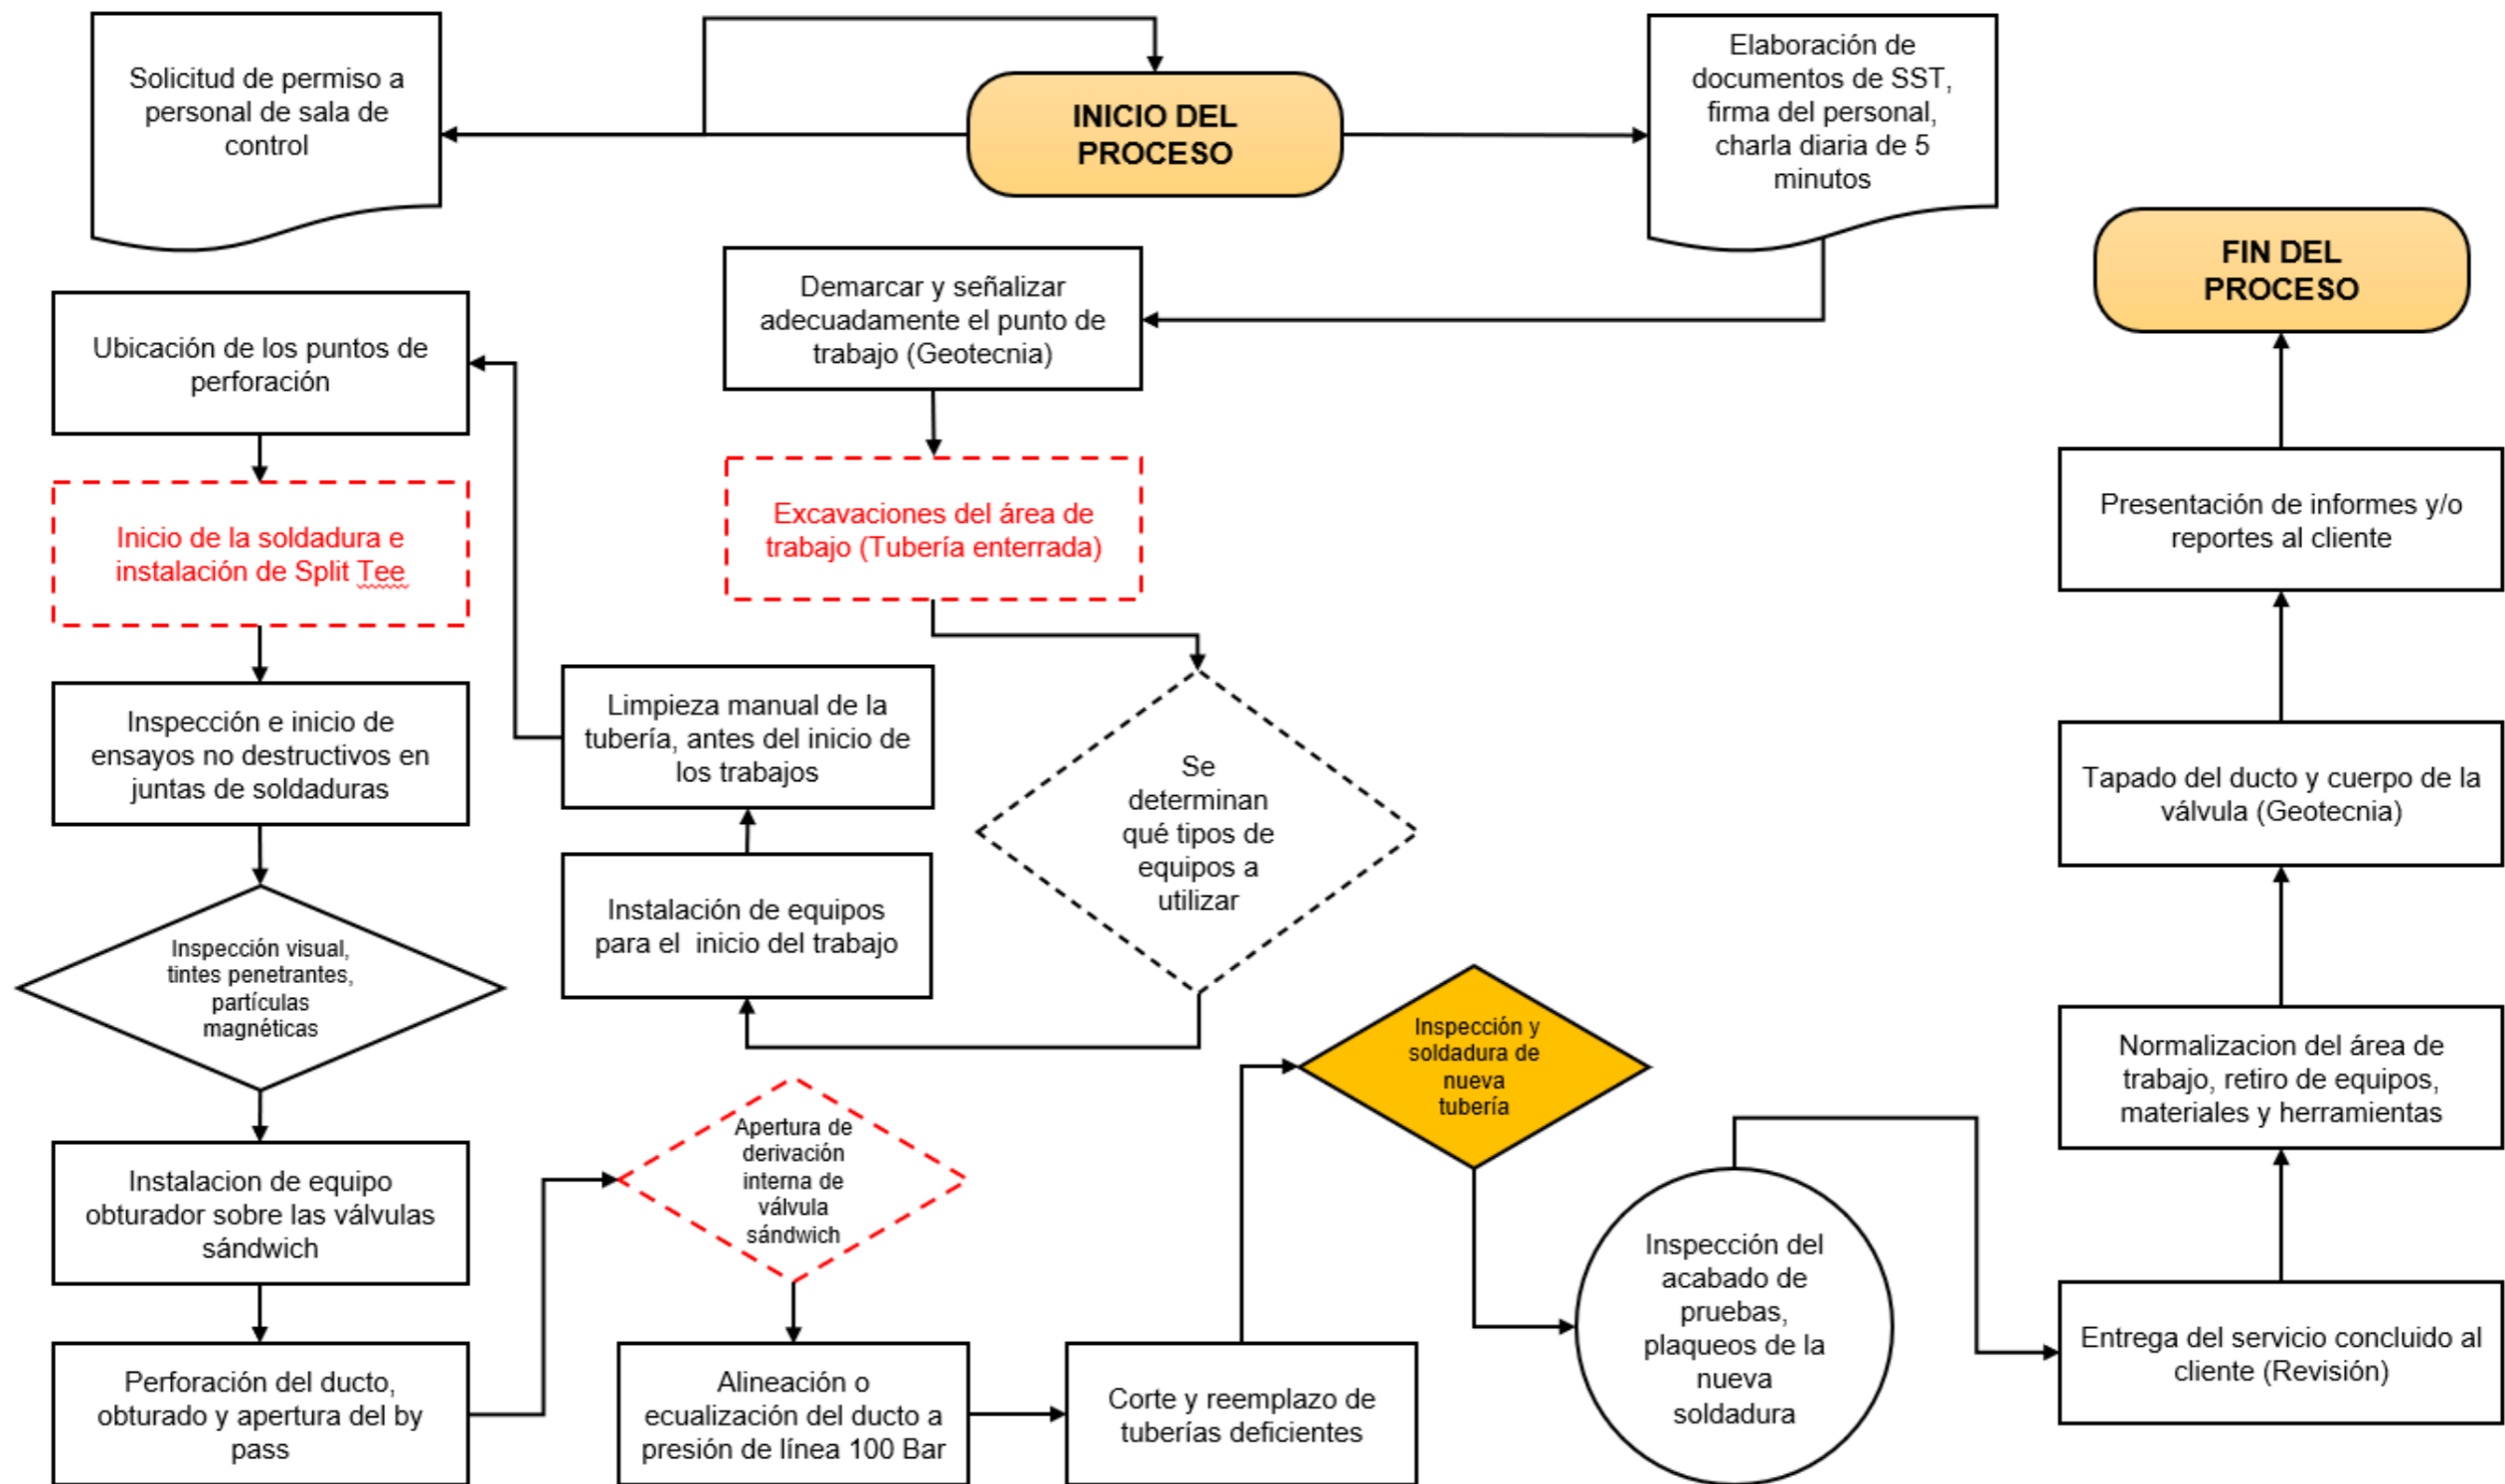 Solicitud de permiso a
personal de sala de
control
INICIO DEL
PROCESO
Elaboración de
documentos de SST,
firma del personal,
charla diaria de 5
minutos
Demarcar y señalizar
adecuadamente el punto de
trabajo (Geotecnia)
Excavaciones del área de
trabajo (Tubería enterrada)
Se
determinan
qué tipos de
equipos a
utilizar
Instalación de equipos
para el  inicio del trabajo
Limpieza manual de la
tubería, antes del inicio de
los trabajos
Ubicación de los puntos de
perforación
Inicio de la soldadura e
instalación de Split Tee
Inspección e inicio de
ensayos no destructivos en
juntas de soldaduras
Inspección visual,
tintes penetrantes,
partículas
magnéticas
Instalacion de equipo
obturador sobre las válvulas
sándwich
Perforación del ducto,
obturado y apertura del by
pass
Apertura de
derivación
interna de
válvula
sándwich
Alineación o
ecualización del ducto a
presión de línea 100 Bar
Corte y reemplazo de
tuberías deficientes
Inspección y
soldadura de
nueva
tubería
Inspección del
acabado de
pruebas,
plaqueos de la
nueva
soldadura
Entrega del servicio concluido al
cliente (Revisión)
Normalizacion del área de
trabajo, retiro de equipos,
materiales y herramientas
Tapado del ducto y cuerpo de la
válvula (Geotecnia)
Presentación de informes y/o
reportes al cliente
FIN DEL
PROCESO